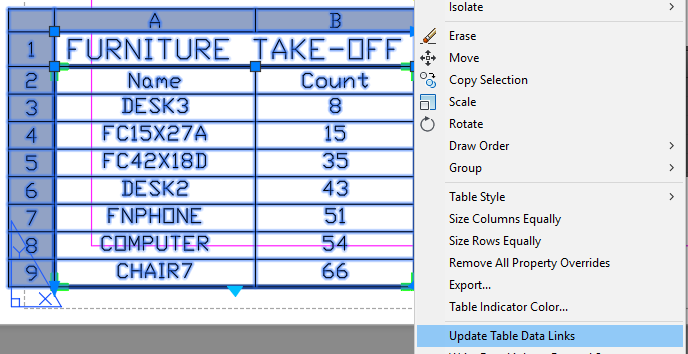 A B
1 FURNITURE TAKE-OFF
2 Name Count
3 DESK3 8
4 FC15X27A 15
5 FC42X18D 35
6 DESK2 43
7 FNPHONE 51
8 COMPUTER 54
9 CHAIR7 66
Y
X
Isolate
Erase
Move
Copy Selection
Scale
Rotate
Draw Order
Group
Table Style
Size Columns Equally
Size Rows Equally
Remove All Property Overrides
Export...
Table Indicator Color...
Update Table Data Links